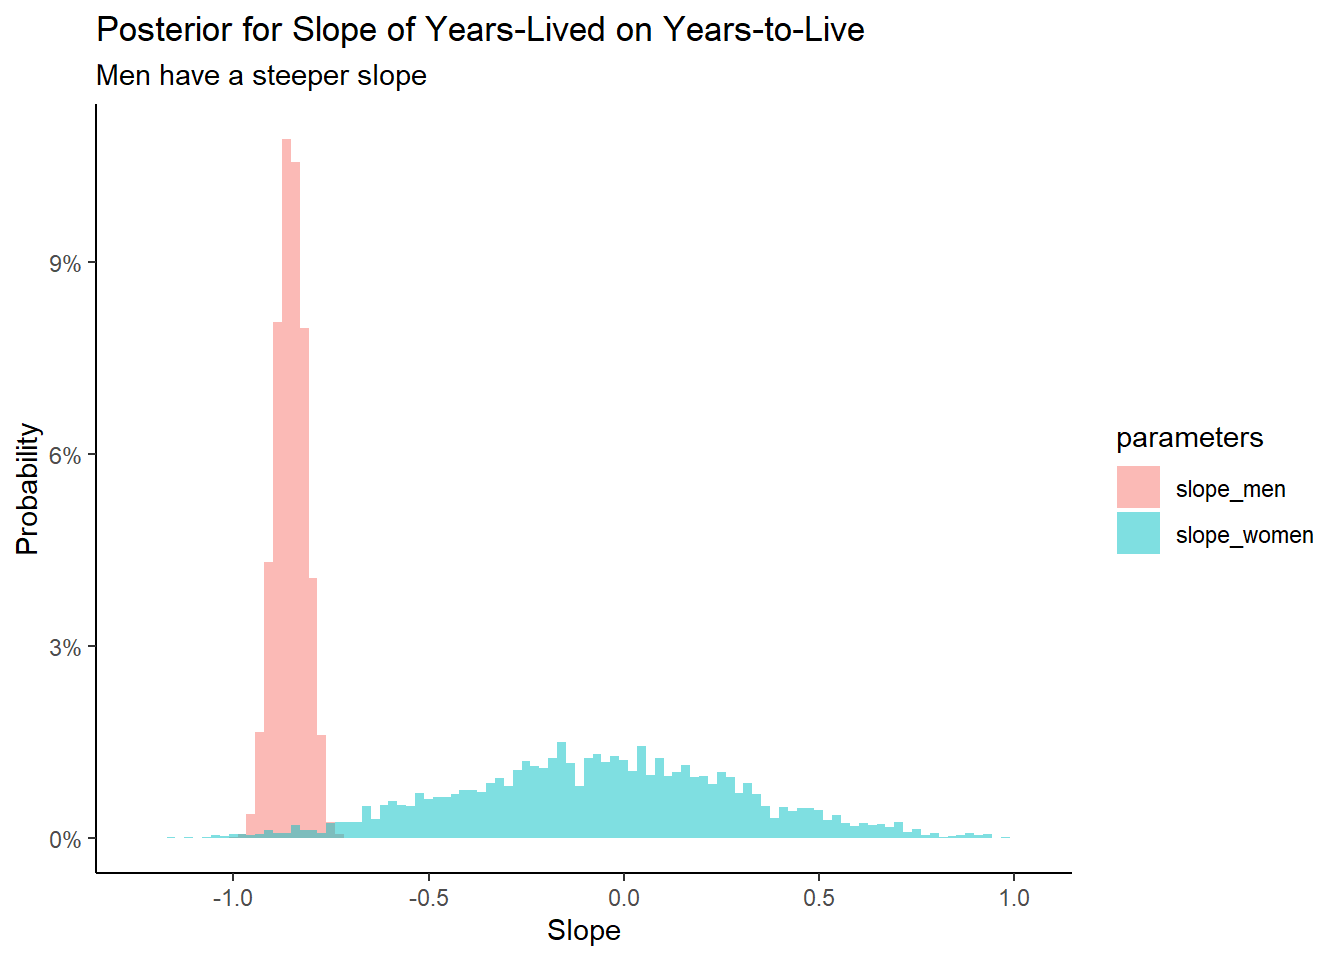 Posterior for Slope of Years-Lived on Years-to-Live
Men have a steeper slope
Probability
9%
6%
3%
0%
-1.0
-0.5
0.0
0.5
1.0
Slope
parameters
slope_men
slope_women